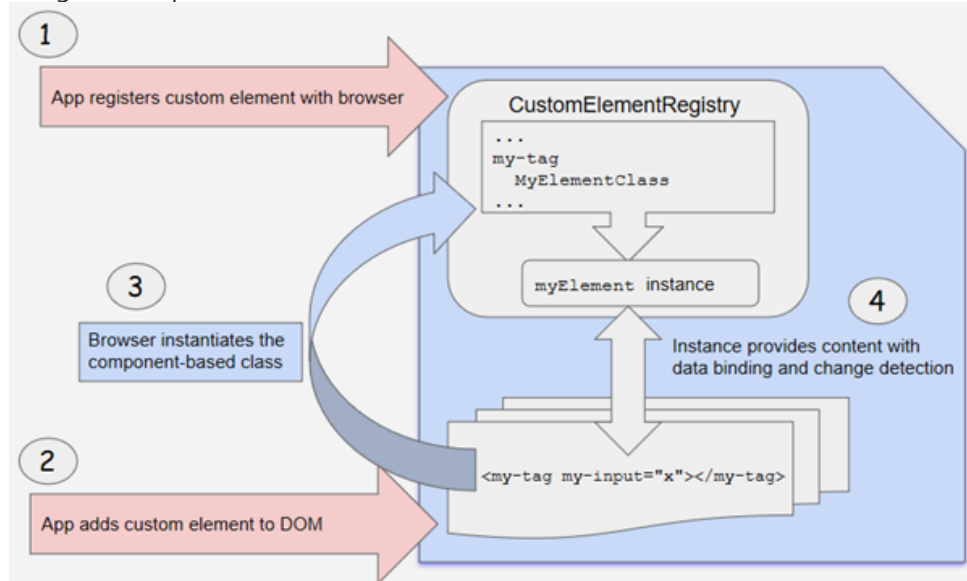 1
App registers custom element with browser
CustomElementRegistry
...
my-tag
MyElementClass
...
myElement instance
3
Browser instantiates the
component-based class
4
Instance provides content with
data binding and change detection
2
App adds custom element to DOM
<my-tag my-input="x"></my-tag>